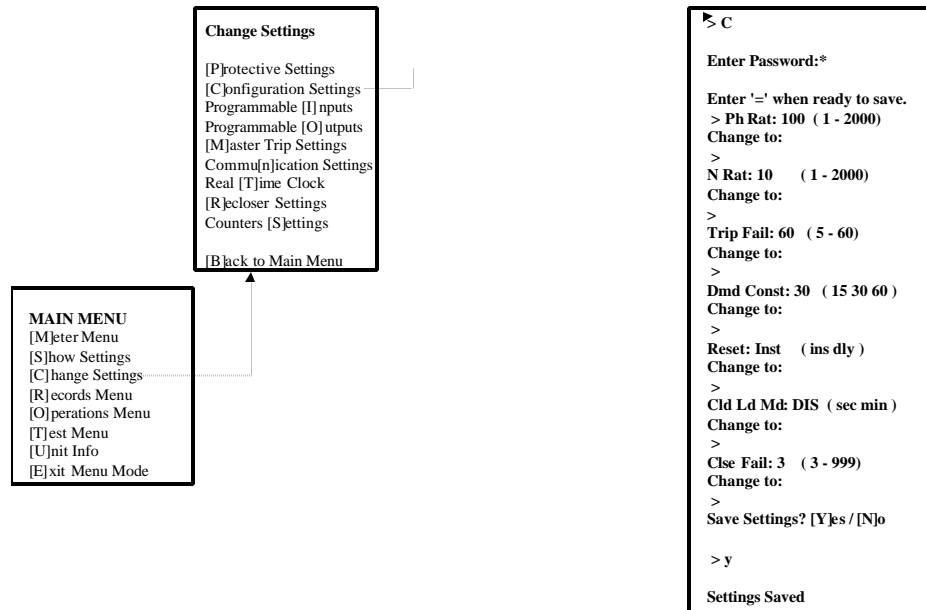 Change Settings
[P]rotective Settings
[C]onfiguration Settings
Programmable [I]nputs
Programmable [O]utputs
[M]aster Trip Settings
Commu[n]ication Settings
Real [T]ime Clock
[R]ecloser Settings
Counters [S]ettings
[B]ack to Main Menu
MAIN MENU
[M]eter Menu
[S]how Settings
[C]hange Settings
[R]ecords Menu
[O]perations Menu
[T]est Menu
[U]nit Info
[E]xit Menu Mode
> C
Enter Password:*
Enter '=' when ready to save.
> Ph Rat: 100 ( 1 - 2000)
Change to:
>
N Rat: 10 ( 1 - 2000)
Change to:
>
Trip Fail: 60 ( 5 - 60)
Change to:
>
Dmd Const: 30 ( 15 30 60 )
Change to:
>
Reset: Inst ( ins dly )
Change to:
>
Cld Ld Md: DIS ( sec min )
Change to:
>
Clse Fail: 3 ( 3 - 999)
Change to:
>
Save Settings? [Y]es / [N]o
> y
Settings Saved